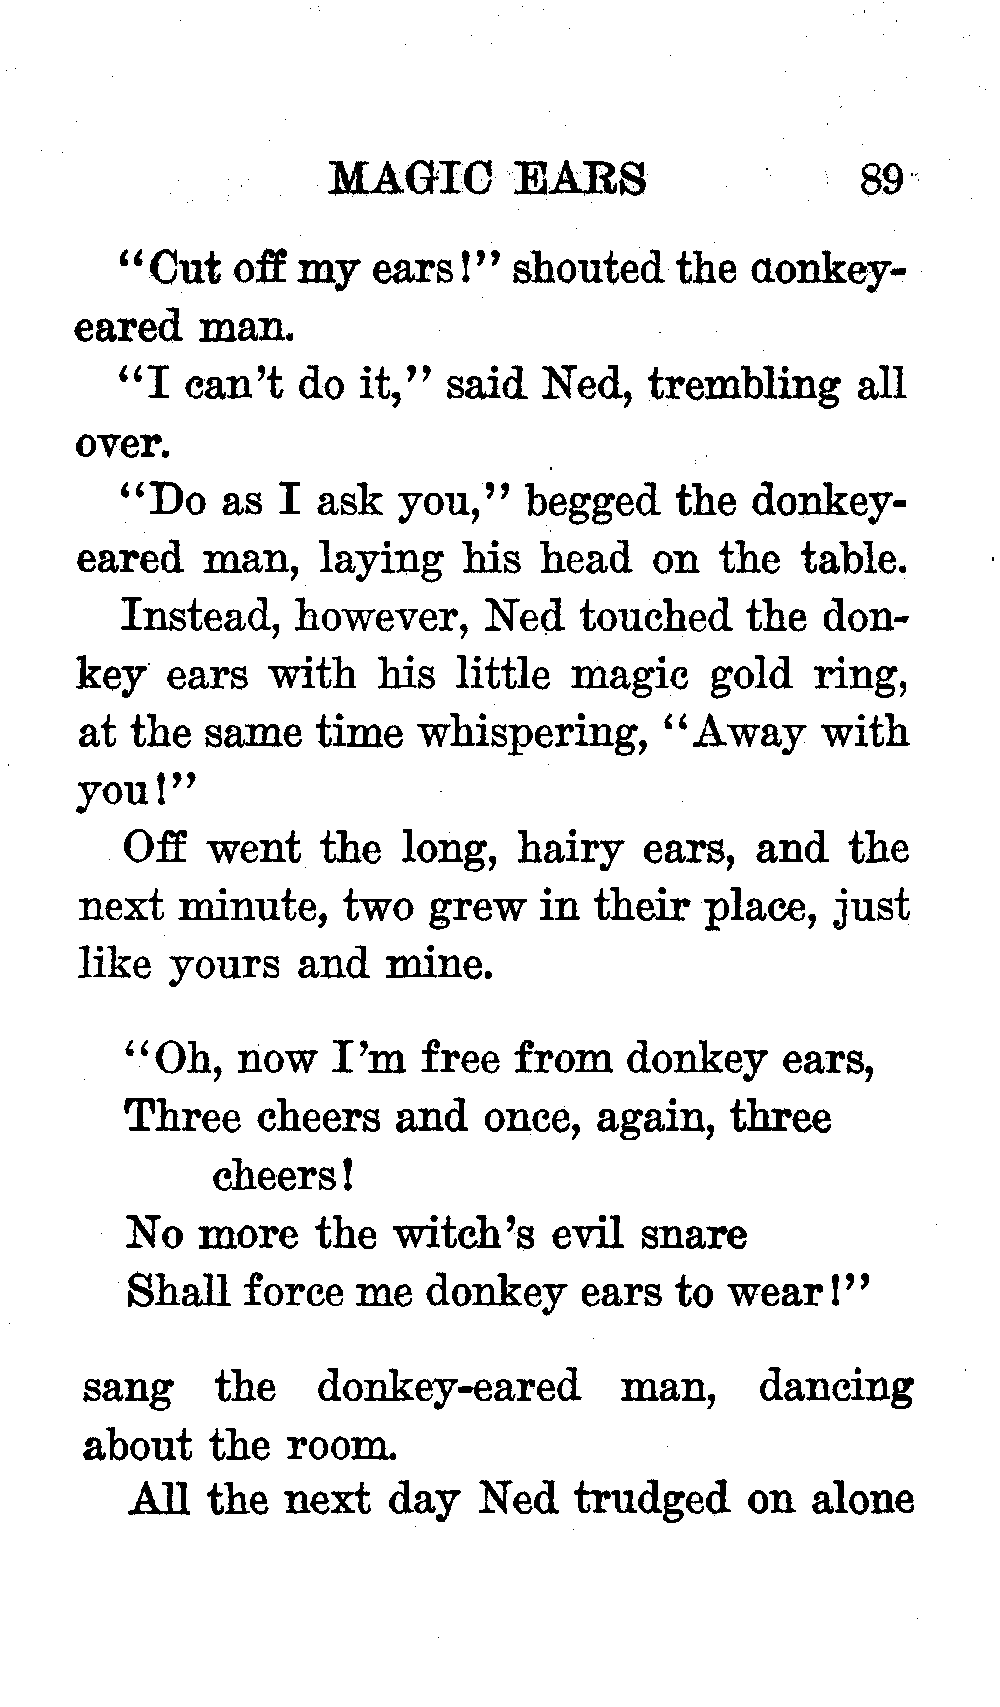 MAGIC EARS 89
"Cut off my ears!" shouted the donkey-
eared man.
"I can't do it," said Ned, trembling all
over.
"Do as I ask you," begged the donkey-
eared man, laying his head on the table.
Instead, however, Ned touched the don-
key ears with his little magic gold ring,
at the same time whispering, "Away with
you!"
Off went the long, hairy ears, and the
next minute, two grew in their place, just
like yours and mine.
"Oh, now I'm free from donkey ears,
Three cheers and once, again, three
cheers!
No more the witch's evil snare
Shall force me donkey ears to wear!"
sang the donkey-eared man, dancing
about the room.
All the next day Ned trudged on alone